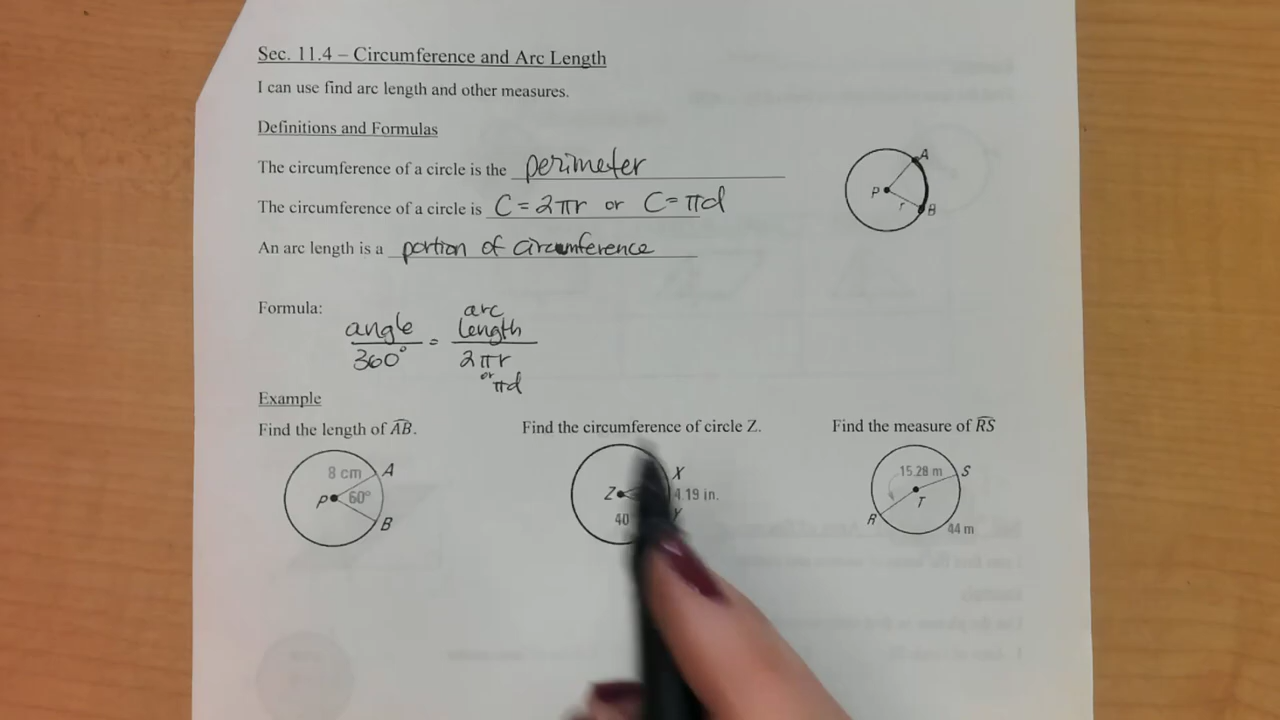 Sec. 11.4 – Circumference and Arc Length
I can use find arc length and other measures.
Definitions and Formulas
The circumference of a circle is the perimeter
The circumference of a circle is C = 2πr or C = πd
An arc length is a portion of circumference
A
P
r
B
Formula:
angle
360°
=
arc
length
2πr
or
πd
Example
Find the length of AB.
Find the circumference of circle Z.
Find the measure of RS
8 cm
A
P
60°
B
X
Z
4.19 in.
40
Y
15.28 m
S
T
R
44 m